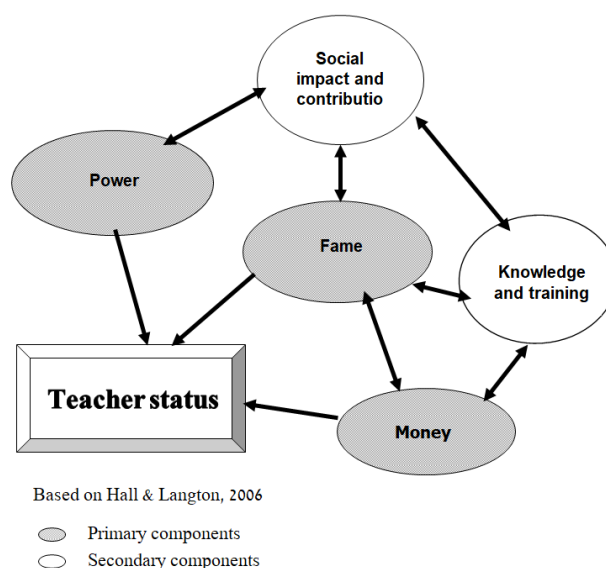 Social
impact and
contributio
Power
Fame
Knowledge
and training
Teacher status
Money
Based on Hall & Langton, 2006
Primary components
Secondary components